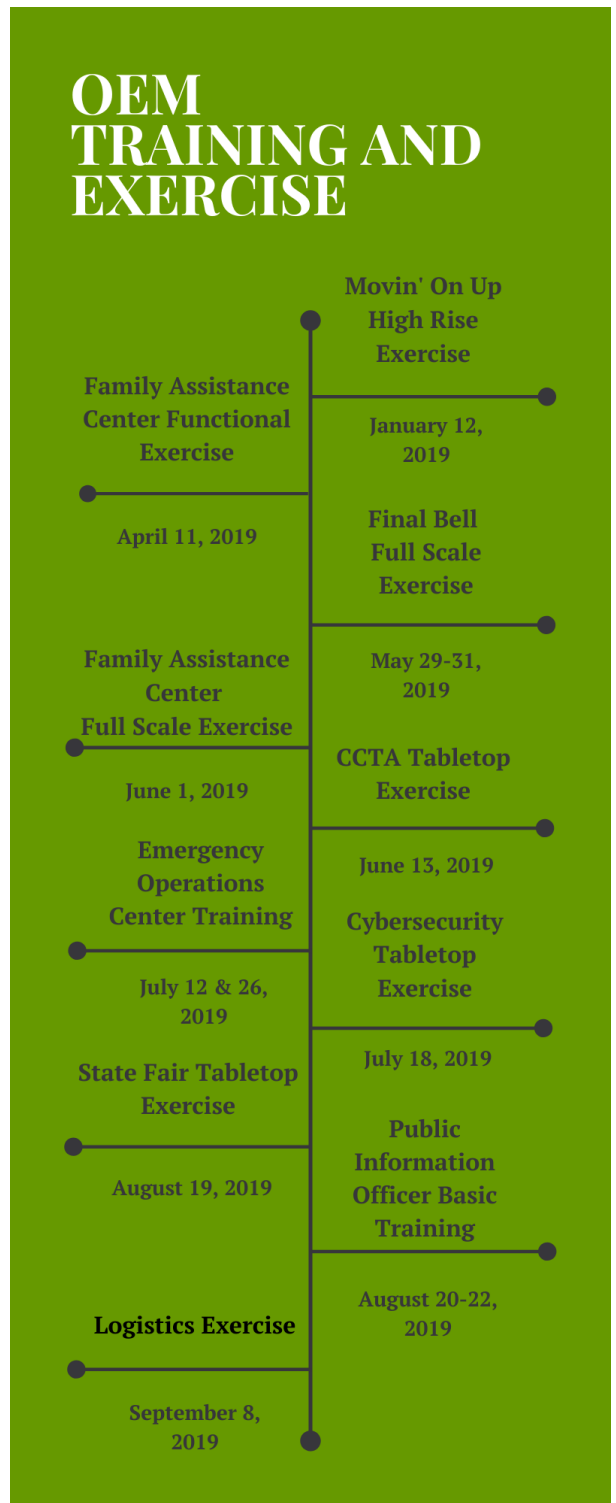 OEM
TRAINING AND
EXERCISE
Movin' On Up
High Rise
Exercise
January 12,
2019
Family Assistance
Center Functional
Exercise
April 11, 2019
Final Bell
Full Scale
Exercise
May 29-31,
2019
Family Assistance
Center
Full Scale Exercise
June 1, 2019
CCTA Tabletop
Exercise
June 13, 2019
Emergency
Operations
Center Training
July 12 & 26,
2019
Cybersecurity
Tabletop
Exercise
July 18, 2019
State Fair Tabletop
Exercise
August 19, 2019
Public
Information
Officer Basic
Training
August 20-22,
2019
Logistics Exercise
September 8,
2019